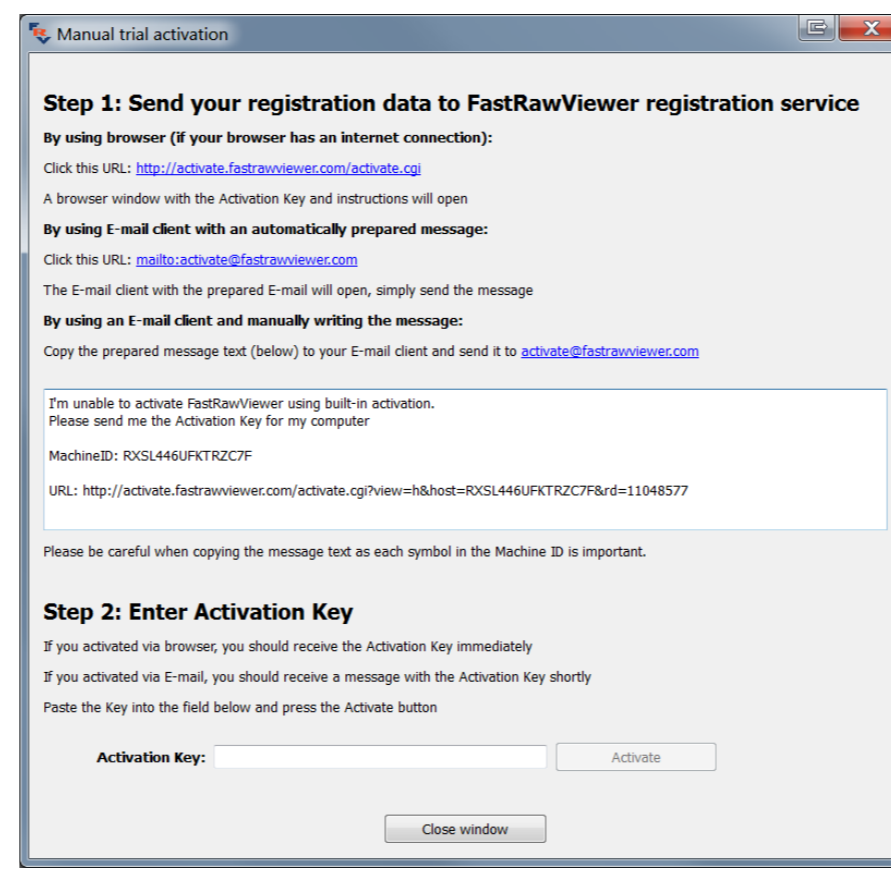 Manual trial activation
Step 1: Send your registration data to FastRawViewer registration service
By using browser (if your browser has an internet connection):
Click this URL: http://activate.fastrawviewer.com/activate.cgi
A browser window with the Activation Key and instructions will open
By using E-mail client with an automatically prepared message:
Click this URL: mailto:activate@fastrawviewer.com
The E-mail client with the prepared E-mail will open, simply send the message
By using an E-mail client and manually writing the message:
Copy the prepared message text (below) to your E-mail client and send it to activate@fastrawviewer.com
I'm unable to activate FastRawViewer using built-in activation.
Please send me the Activation Key for my computer
MachineID: RXSL446UFKTRZC7F
URL: http://activate.fastrawviewer.com/activate.cgi?view=h&host=RXSL446UFKTRZC7F&rd=11048577
Please be careful when copying the message text as each symbol in the Machine ID is important.
Step 2: Enter Activation Key
If you activated via browser, you should receive the Activation Key immediately
If you activated via E-mail, you should receive a message with the Activation Key shortly
Paste the Key into the field below and press the Activate button
Activation Key:
Activate
Close window